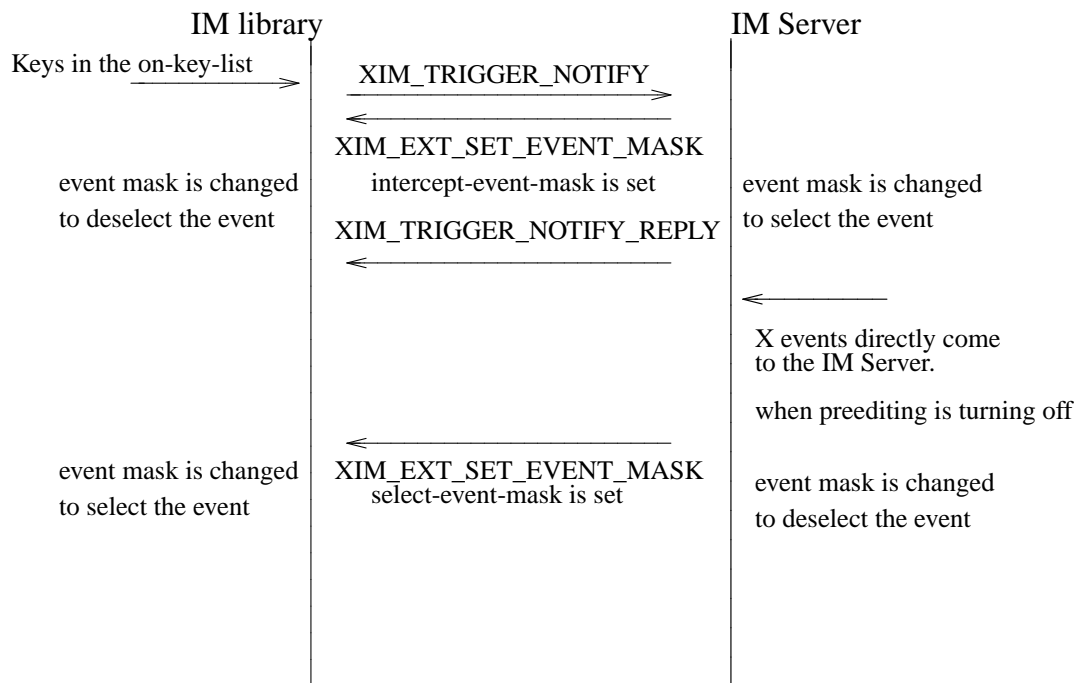 IM library
IM Server
Keys in the on-key-list
XIM_TRIGGER_NOTIFY
XIM_EXT_SET_EVENT_MASK
event mask is changed
to deselect the event
intercept-event-mask is set
event mask is changed
to select the event
XIM_TRIGGER_NOTIFY_REPLY
X events directly come
to the IM Server.
when preediting is turning off
event mask is changed
to select the event
XIM_EXT_SET_EVENT_MASK
select-event-mask is set
event mask is changed
to deselect the event